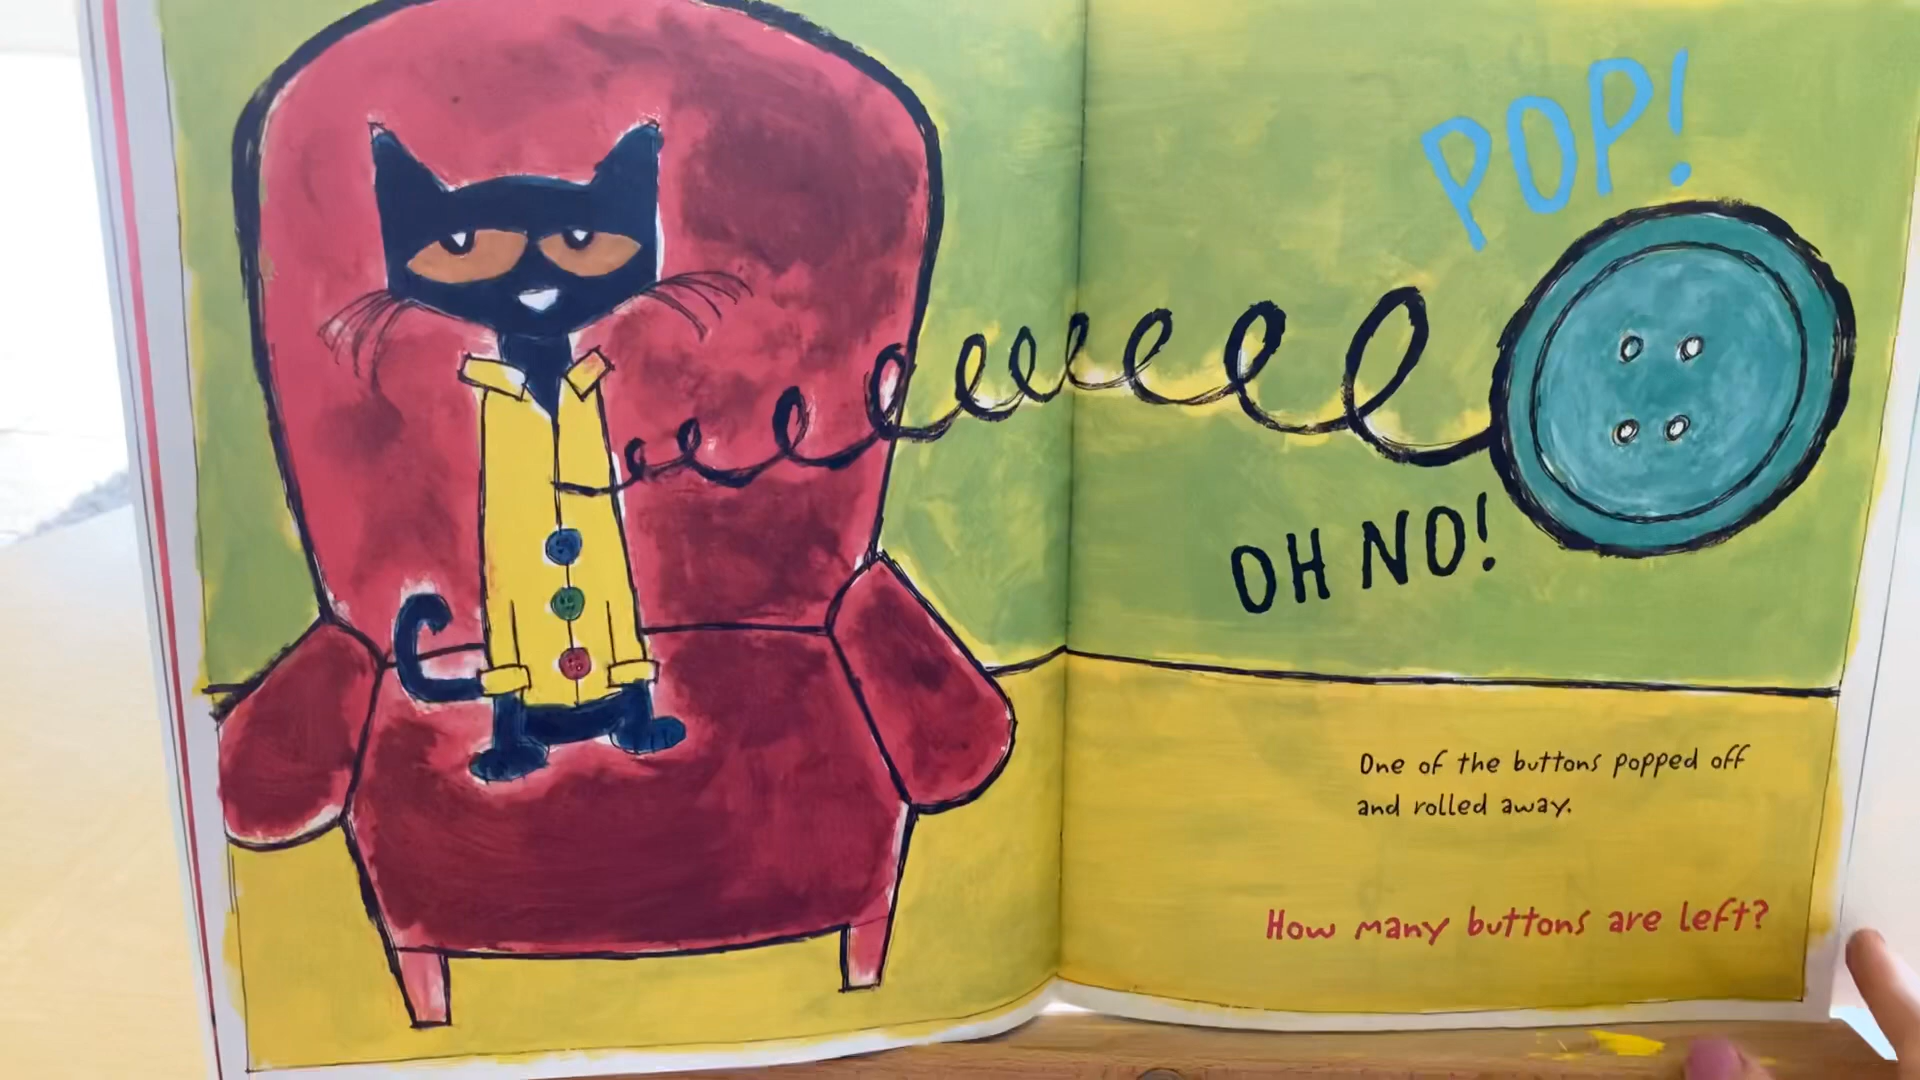 POP!
OH NO!
One of the buttons popped off
and rolled away.
How many buttons are left?